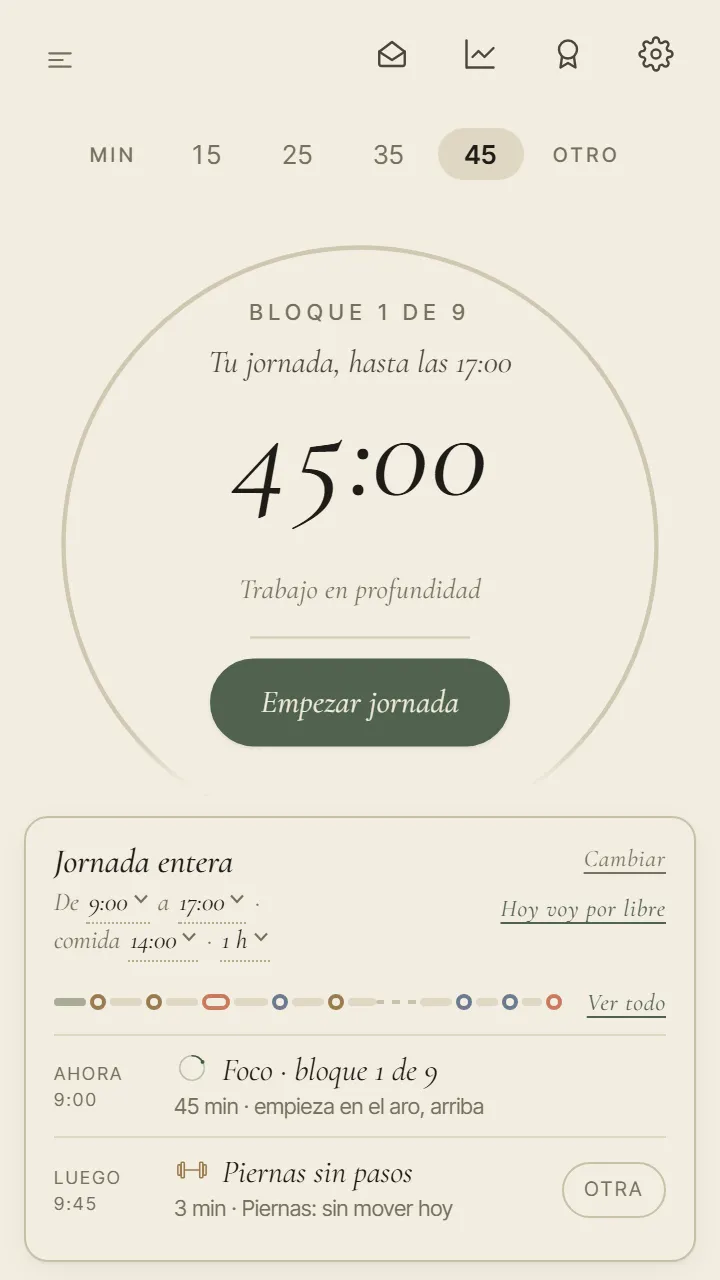 MIN 15 25 35 45 OTRO
BLOQUE 1 DE 9
Tu jornada, hasta las 17:00
45:00
Trabajo en profundidad
Empezar jornada
Jornada entera
Cambiar
De 9:00 a 17:00 ·
Hoy voy por libre
comida 14:00 · 1 h
Ver todo
AHORA
9:00
Foco · bloque 1 de 9
45 min · empieza en el aro, arriba
LUEGO
9:45
Piernas sin pasos
3 min · Piernas: sin mover hoy
OTRA